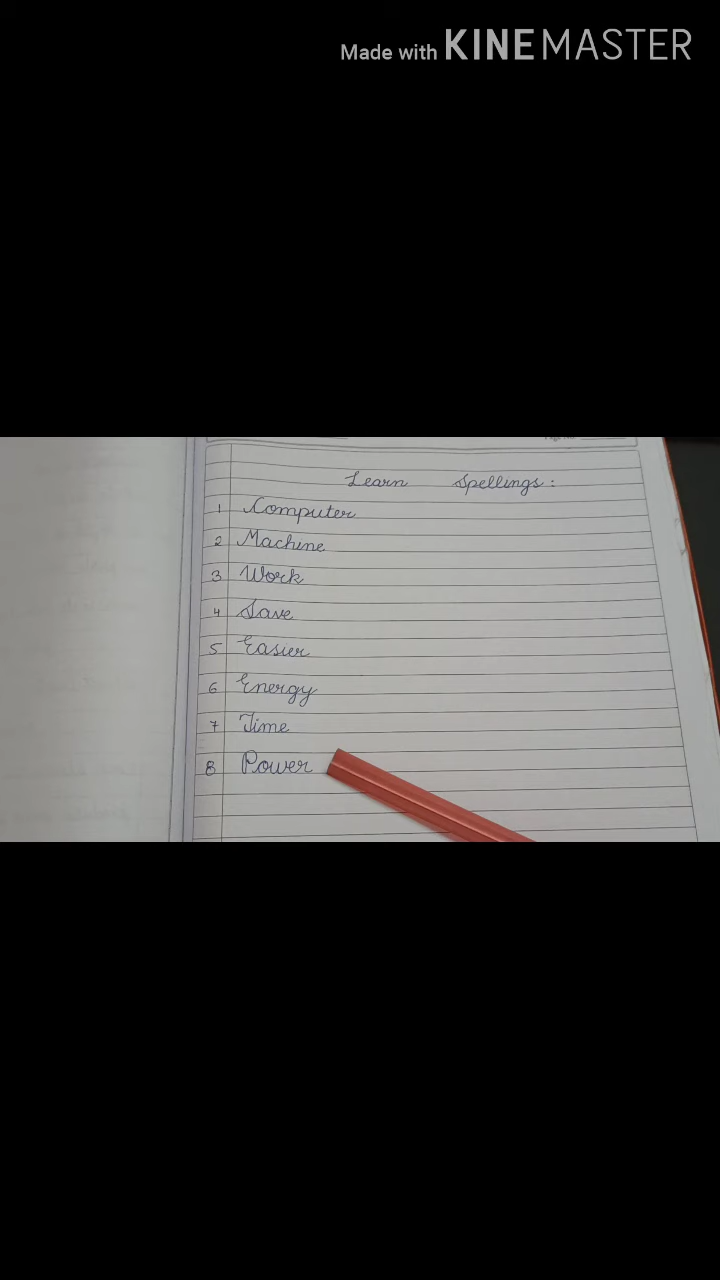 Made with KINEMASTER
Learn Spellings :
1 Computer
2 Machine
3 Work
4 Save
5 Easier
6 Energy
7 Time
8 Power